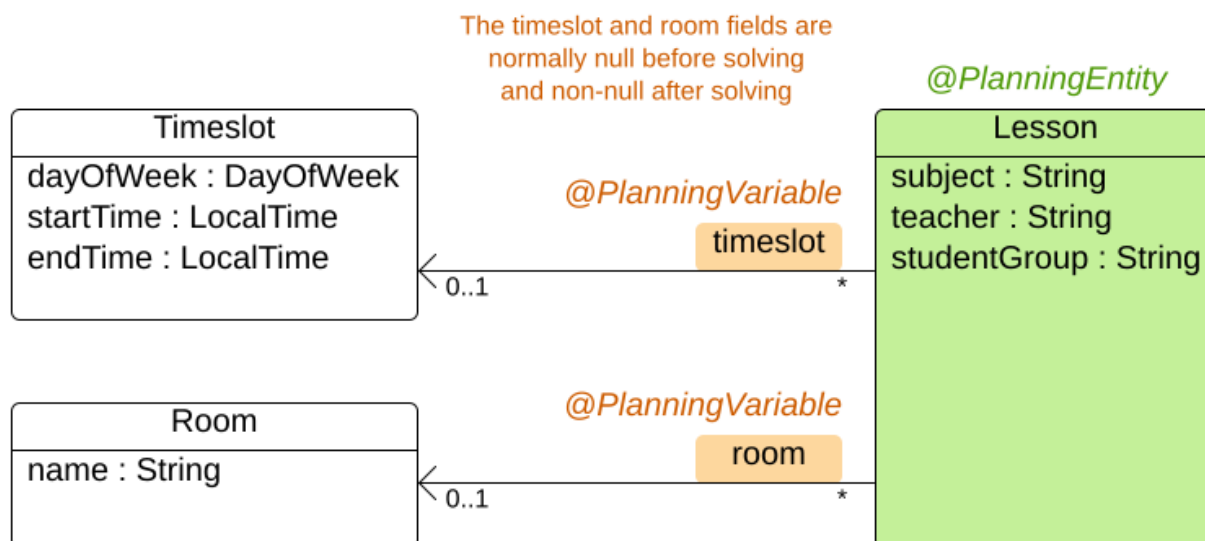 The timeslot and room fields are
normally null before solving
and non-null after solving
@PlanningEntity
Timeslot
dayOfWeek : DayOfWeek
startTime : LocalTime
endTime : LocalTime
@PlanningVariable
timeslot
0..1
*
Lesson
subject : String
teacher : String
studentGroup : String
Room
name : String
@PlanningVariable
room
0..1
*